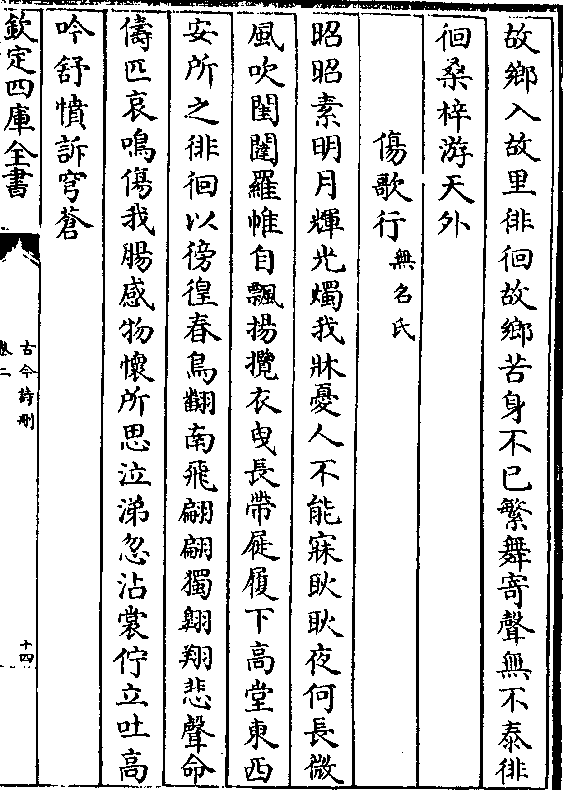 故鄉入故里徘徊故鄉苦身不已繁舞寄聲無不泰徘
徊桑梓游天外
傷歌行無名氏
昭昭素明月輝光燭我牀憂人不能寐耿耿夜何長微
風吹閨闥羅帷自飄揚攬衣曳長帶屣履下高堂東西
安所之徘徊以徬徨春鳥翻南飛翩翩獨翱翔悲聲命
儔匹哀鳴傷我腸感物懷所思泣涕忽沾裳佇立吐高
吟舒憤訴穹蒼
欽定四庫全書
古今詩刪
卷二
十四